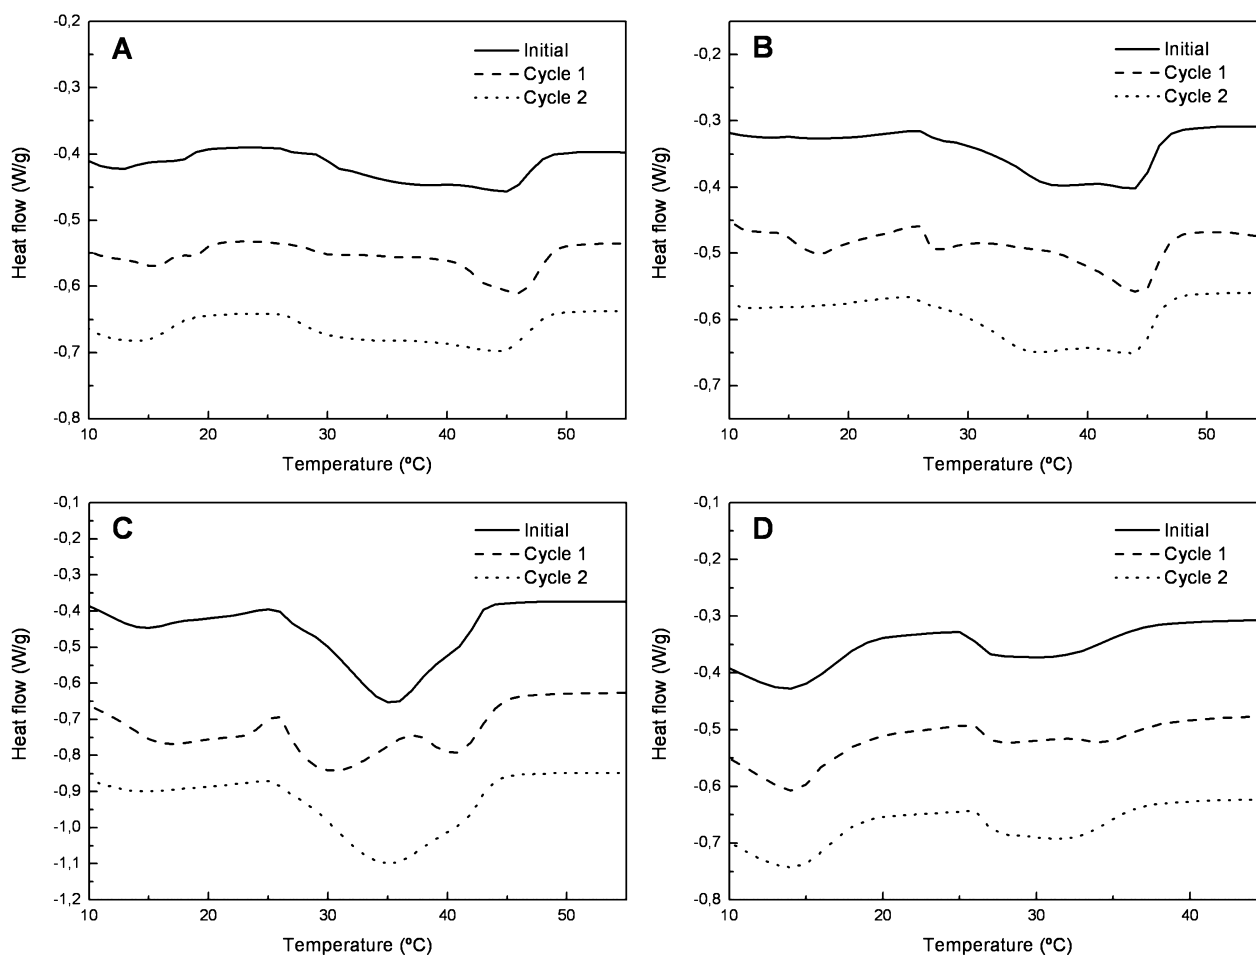 A
Initial
Cycle 1
Cycle 2
-0,2
-0,3
-0,4
-0,5
-0,6
-0,7
-0,8
Heat flow (W/g)
10
20
30
40
50
Temperature (ºC)
B
Initial
Cycle 1
Cycle 2
-0,2
-0,3
-0,4
-0,5
-0,6
-0,7
Heat flow (W/g)
10
20
30
40
50
Temperature (ºC)
C
Initial
Cycle 1
Cycle 2
-0,1
-0,2
-0,3
-0,4
-0,5
-0,6
-0,7
-0,8
-0,9
-1,0
-1,1
-1,2
Heat flow (W/g)
10
20
30
40
50
Temperature (ºC)
D
Initial
Cycle 1
Cycle 2
-0,1
-0,2
-0,3
-0,4
-0,5
-0,6
-0,7
-0,8
Heat flow (W/g)
10
20
30
40
Temperature (ºC)